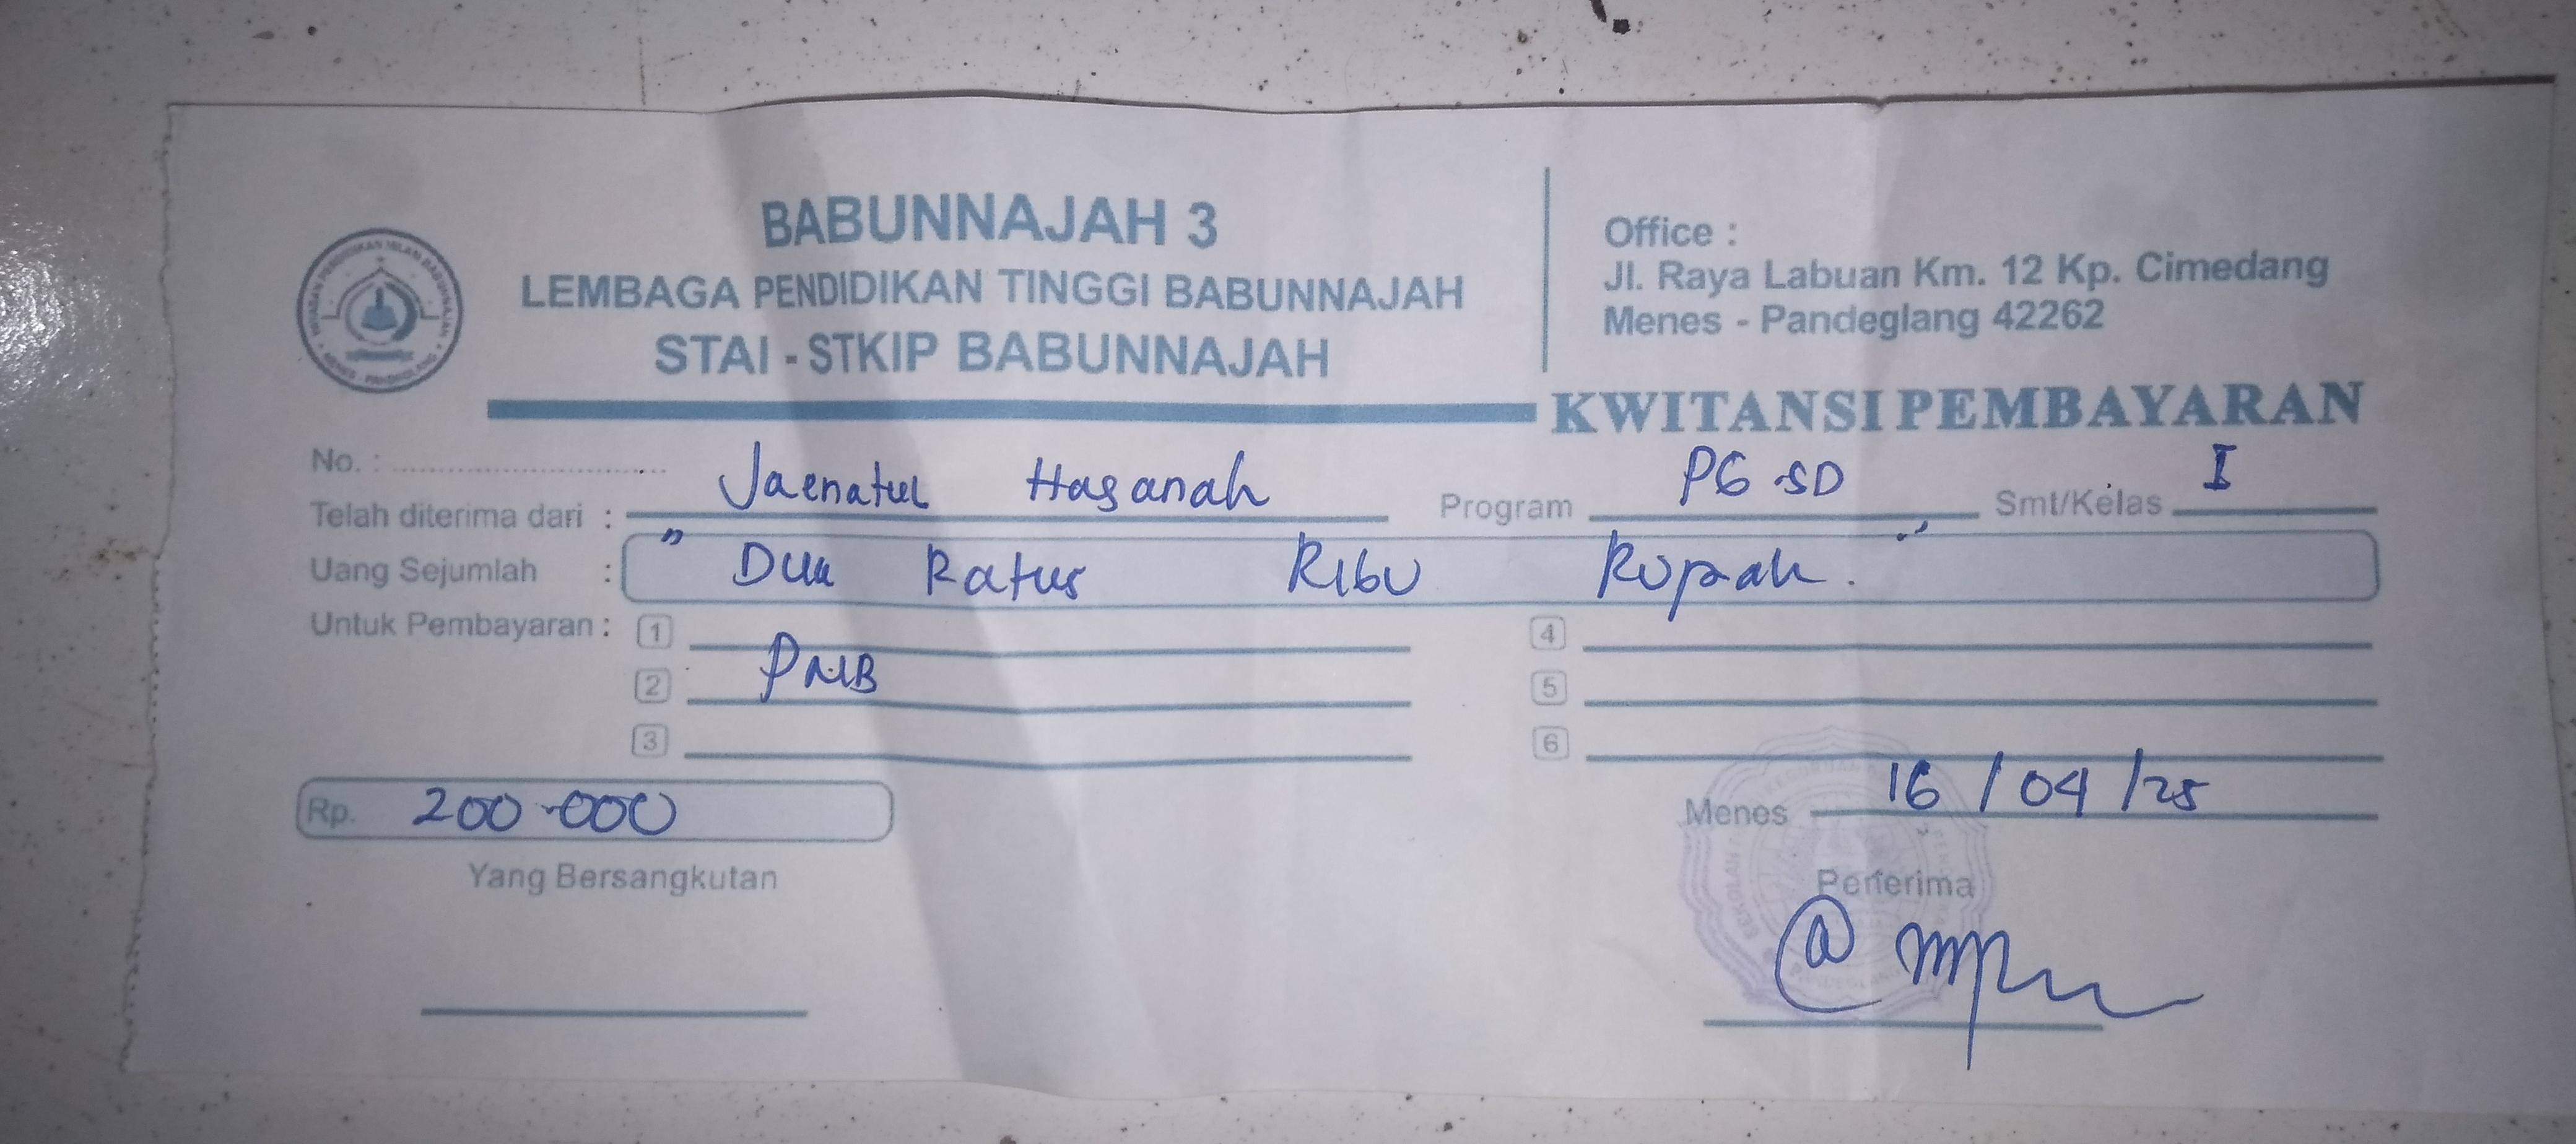 BABUNNAJAH 3
LEMBAGA PENDIDIKAN TINGGI BABUNNAJAH
STAI - STKIP BABUNNAJAH
Office :
Jl. Raya Labuan Km. 12 Kp. Cimedang
Menes - Pandeglang 42262
KWITANSI PEMBAYARAN
No. : ........................................
Telah diterima dari : Jaenatul Hasanah Program PG SD Smt/Kelas I
Uang Sejumlah : " Dua Ratus Ribu Rupah . "
Untuk Pembayaran : 1
2 PMB
3
4
5
6
Rp. 200.000
Menes 16 / 04 / 25
Yang Bersangkutan
Penerima